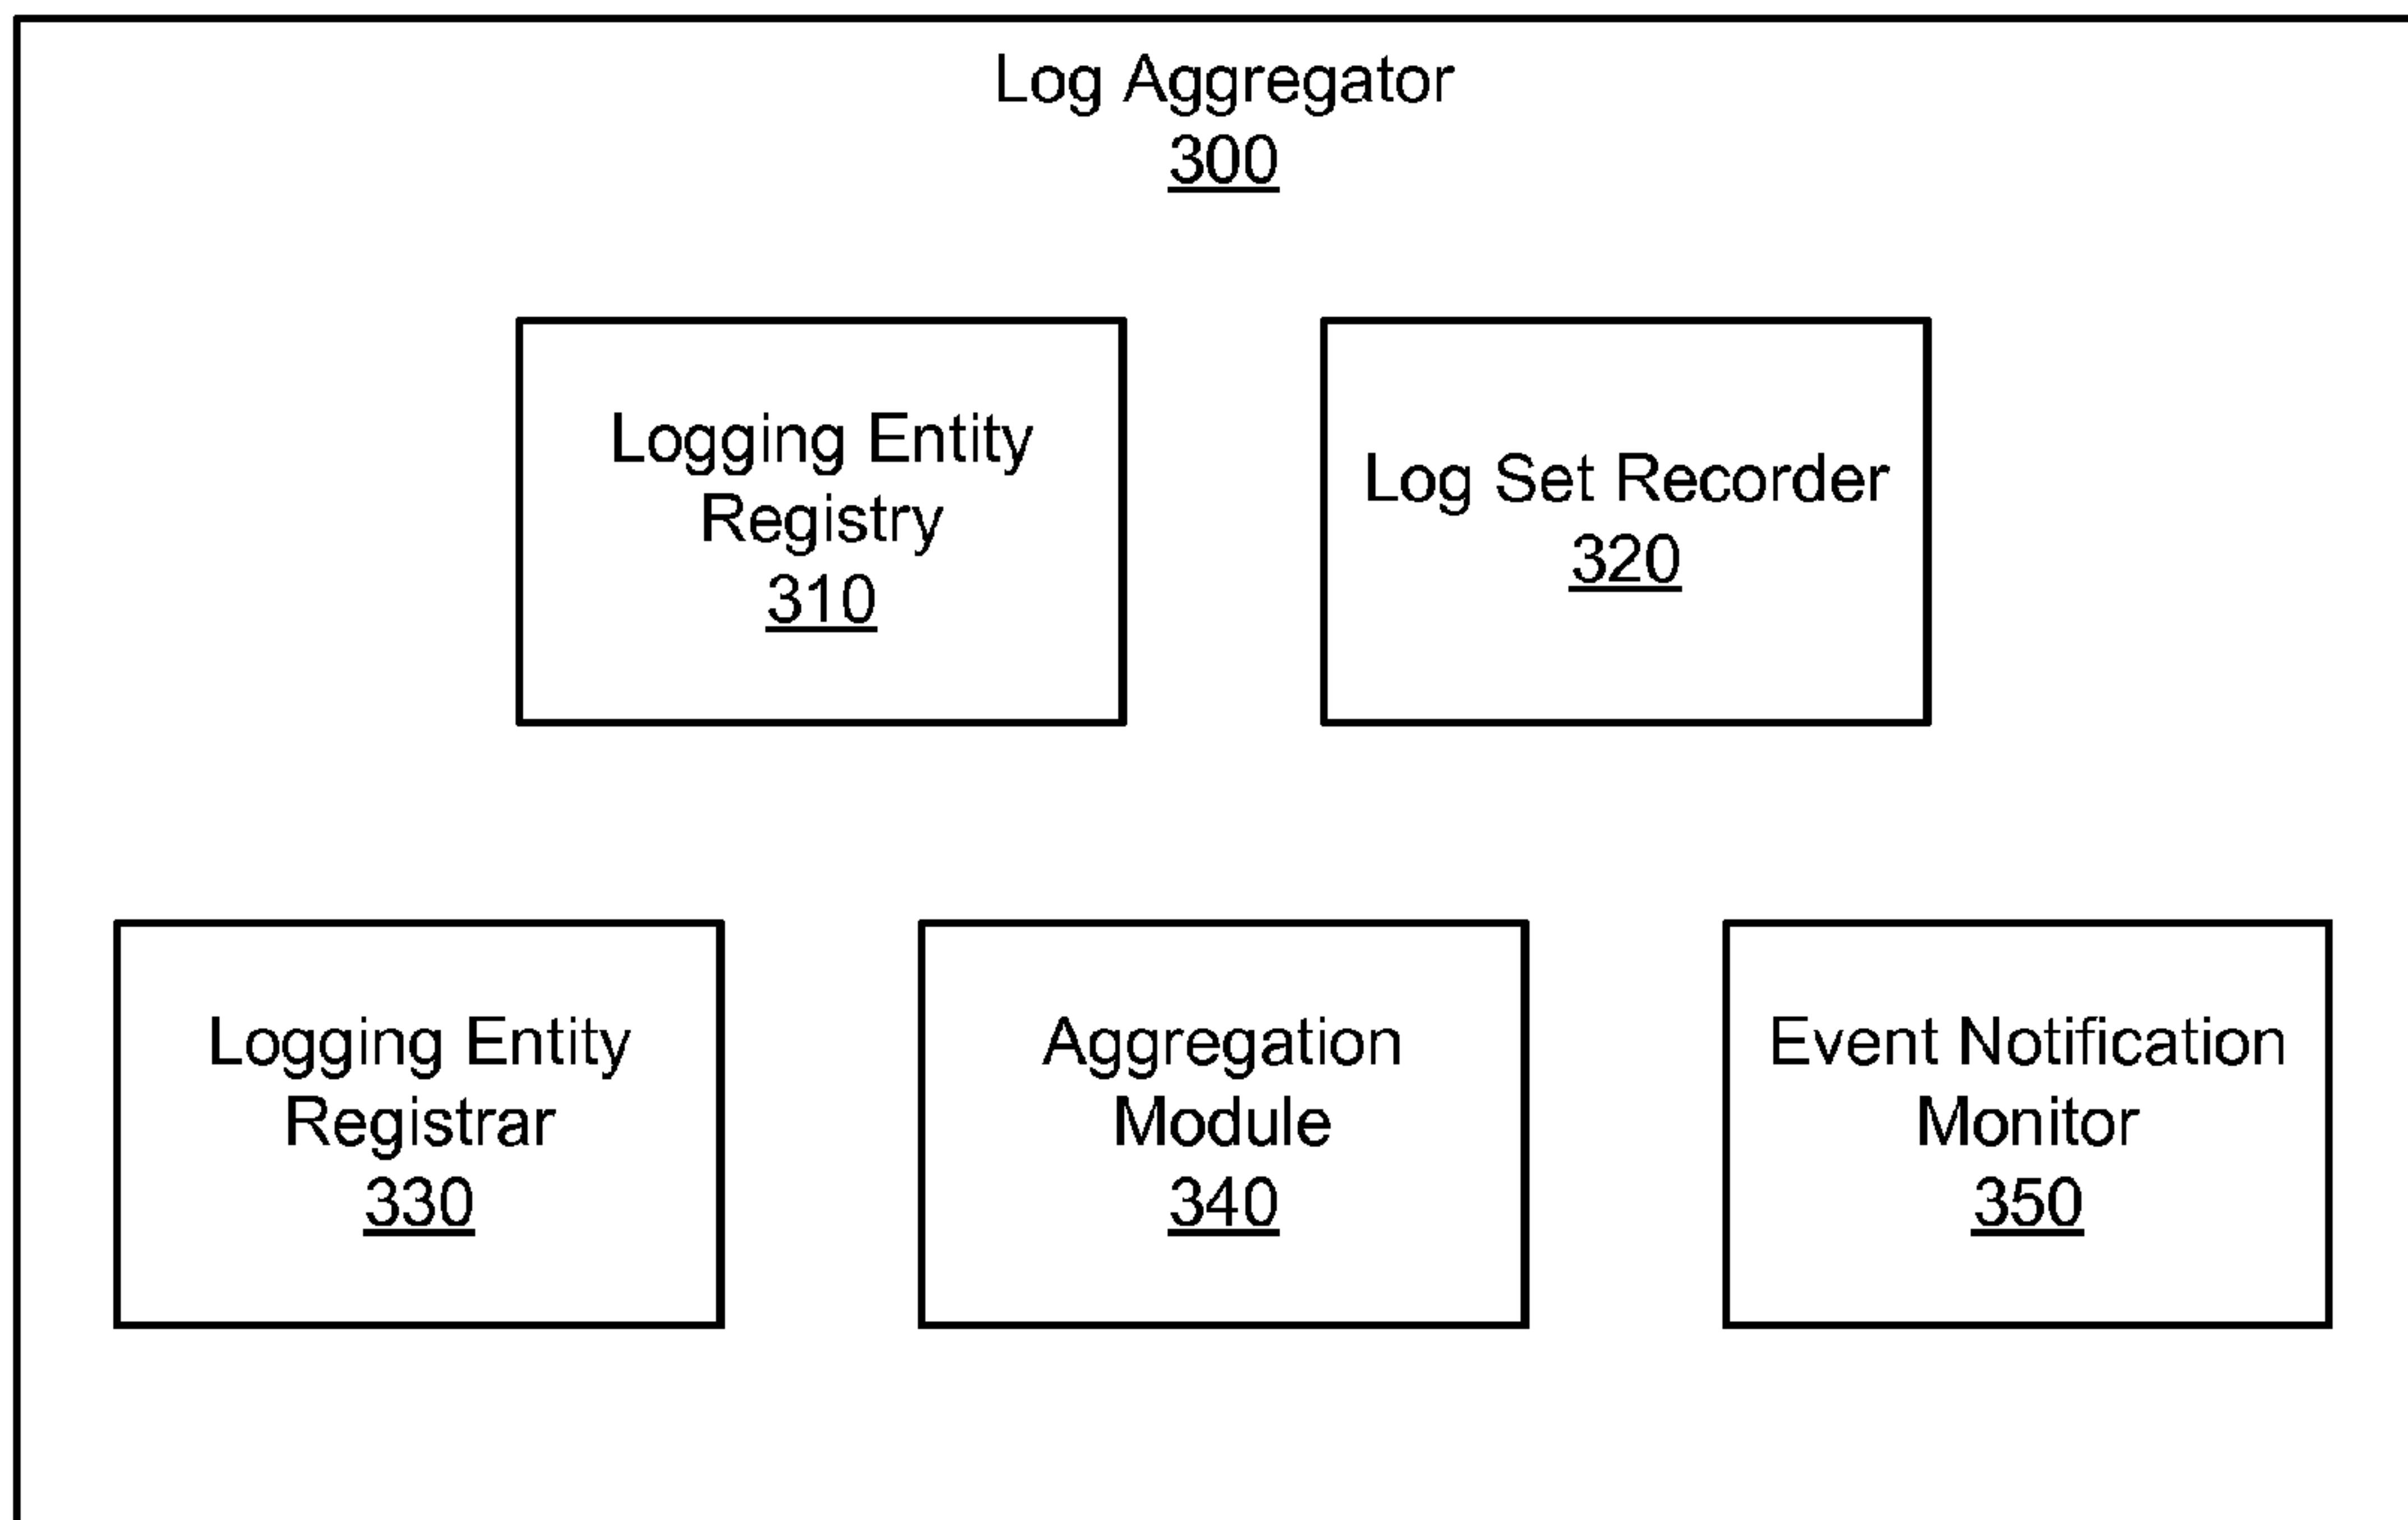 Log Aggregator
300
Logging Entity
Registry
310
Log Set Recorder
320
Logging Entity
Registrar
330
Aggregation
Module
340
Event Notification
Monitor
350